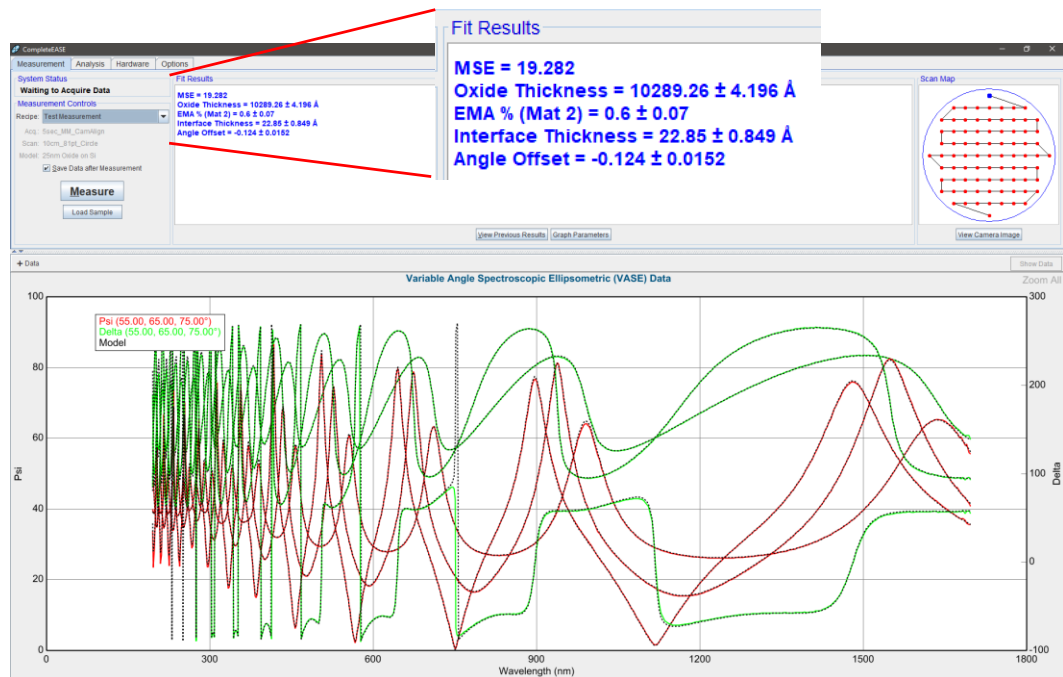 Fit Results
MSE = 19.282
Oxide Thickness = 10289.26 ± 4.196 Å
EMA % (Mat 2) = 0.6 ± 0.07
Interface Thickness = 22.85 ± 0.849 Å
Angle Offset = -0.124 ± 0.0152
CompleteEASE
Measurement Analysis Hardware Options
System Status
Waiting to Acquire Data
Measurement Controls
Recipe: Test Measurement
Acq.: 5sec_MM_CamAlign
Scan: 10cm_81pt_Circle
Model: 25nm Oxide on Si
Save Data after Measurement
Measure
Load Sample
Fit Results
MSE = 19.282
Oxide Thickness = 10289.26 ± 4.196 Å
EMA % (Mat 2) = 0.6 ± 0.07
Interface Thickness = 22.85 ± 0.849 Å
Angle Offset = -0.124 ± 0.0152
View Previous Results Graph Parameters
Scan Map
View Camera Image
+ Data
Show Data
Zoom All
Variable Angle Spectroscopic Ellipsometric (VASE) Data
Psi (55.00, 65.00, 75.00°)
Delta (55.00, 65.00, 75.00°)
Model
100
80
60
40
20
0
Psi
300
200
100
0
-100
Delta
0 300 600 900 1200 1500 1800
Wavelength (nm)